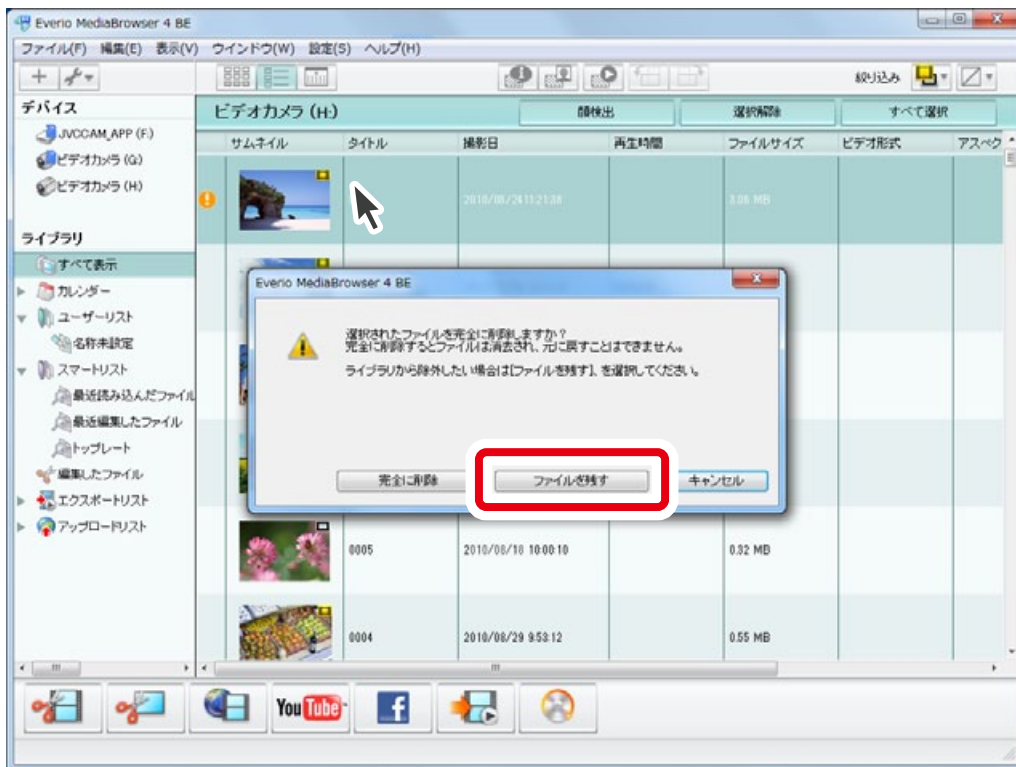 Everio MediaBrowser 4 BE
ファイル(F) 編集(E) 表示(V) ウインドウ(W) 設定(S) ヘルプ(H)
絞り込み
デバイス
JVCCAM_APP (F:)
ビデオカメラ (G:)
ビデオカメラ (H:)
ライブラリ
すべて表示
カレンダー
ユーザーリスト
名称未設定
スマートリスト
最近読み込んだファイル
最近編集したファイル
トップレート
編集したファイル
エクスポートリスト
アップロードリスト
ビデオカメラ (H:) 顔検出 選択解除 すべて選択
サムネイル タイトル 撮影日 再生時間 ファイルサイズ ビデオ形式 アスペク
2010/08/24 11:21:38 3.08 MB
Everio MediaBrowser 4 BE
選択されたファイルを完全に削除しますか?
完全に削除するとファイルは消去され、元に戻すことはできません。
ライブラリから除外したい場合は[ファイルを残す]、を選択してください。
完全に削除 ファイルを残す キャンセル
0005 2010/08/18 10:00:10 0.32 MB
0004 2010/08/29 9:53:12 0.55 MB
YouTube f